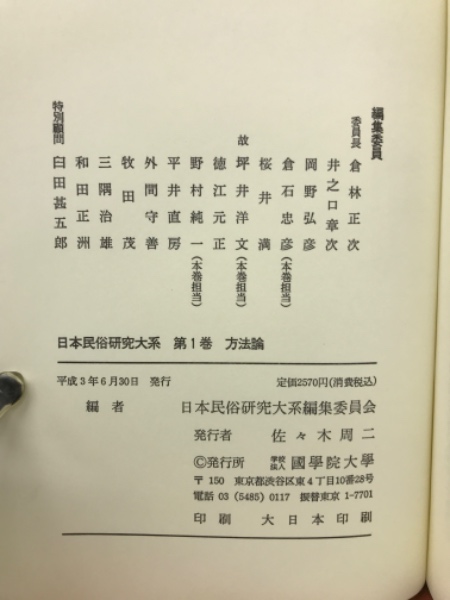 編集委員
委員長 倉林正次
井之口章次
岡野弘彦
倉石忠彦(本巻担当)
桜井満
故 坪井洋文(本巻担当)
徳江元正
野村純一(本巻担当)
平井直房
外間守善
牧田茂
三隅治雄
和田正洲
特別顧問 臼田甚五郎
日本民俗研究大系 第1巻 方法論
平成3年6月30日 発行 定価2570円(消費税込)
編者 日本民俗研究大系編集委員会
発行者 佐々木周二
©発行所 学校法人 國學院大學
〒150 東京都渋谷区東4丁目10番28号
電話 03(5485)0117 振替東京1-7701
印刷 大日本印刷